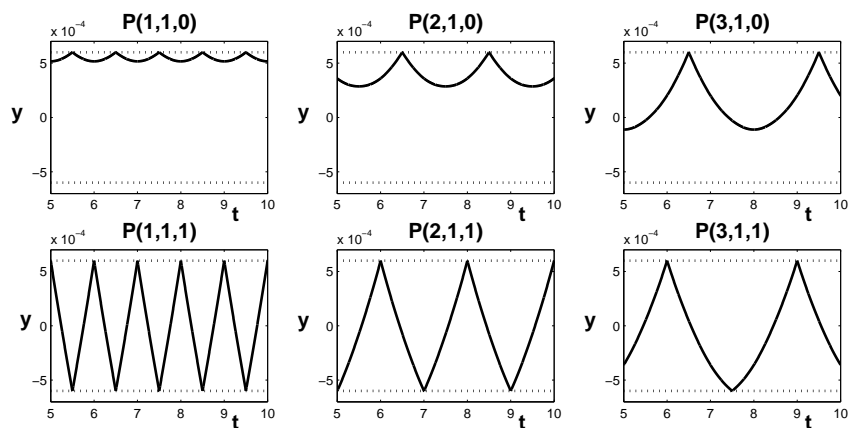 P(1,1,0) P(2,1,0) P(3,1,0)
x 10⁻⁴ x 10⁻⁴ x 10⁻⁴
5 5 5
y 0 y 0 y 0
−5 −5 −5
5 6 7 8 9 10 5 6 7 8 9 10 5 6 7 8 9 10
t t t
P(1,1,1) P(2,1,1) P(3,1,1)
x 10⁻⁴ x 10⁻⁴ x 10⁻⁴
5 5 5
y 0 y 0 y 0
−5 −5 −5
5 6 7 8 9 10 5 6 7 8 9 10 5 6 7 8 9 10
t t t